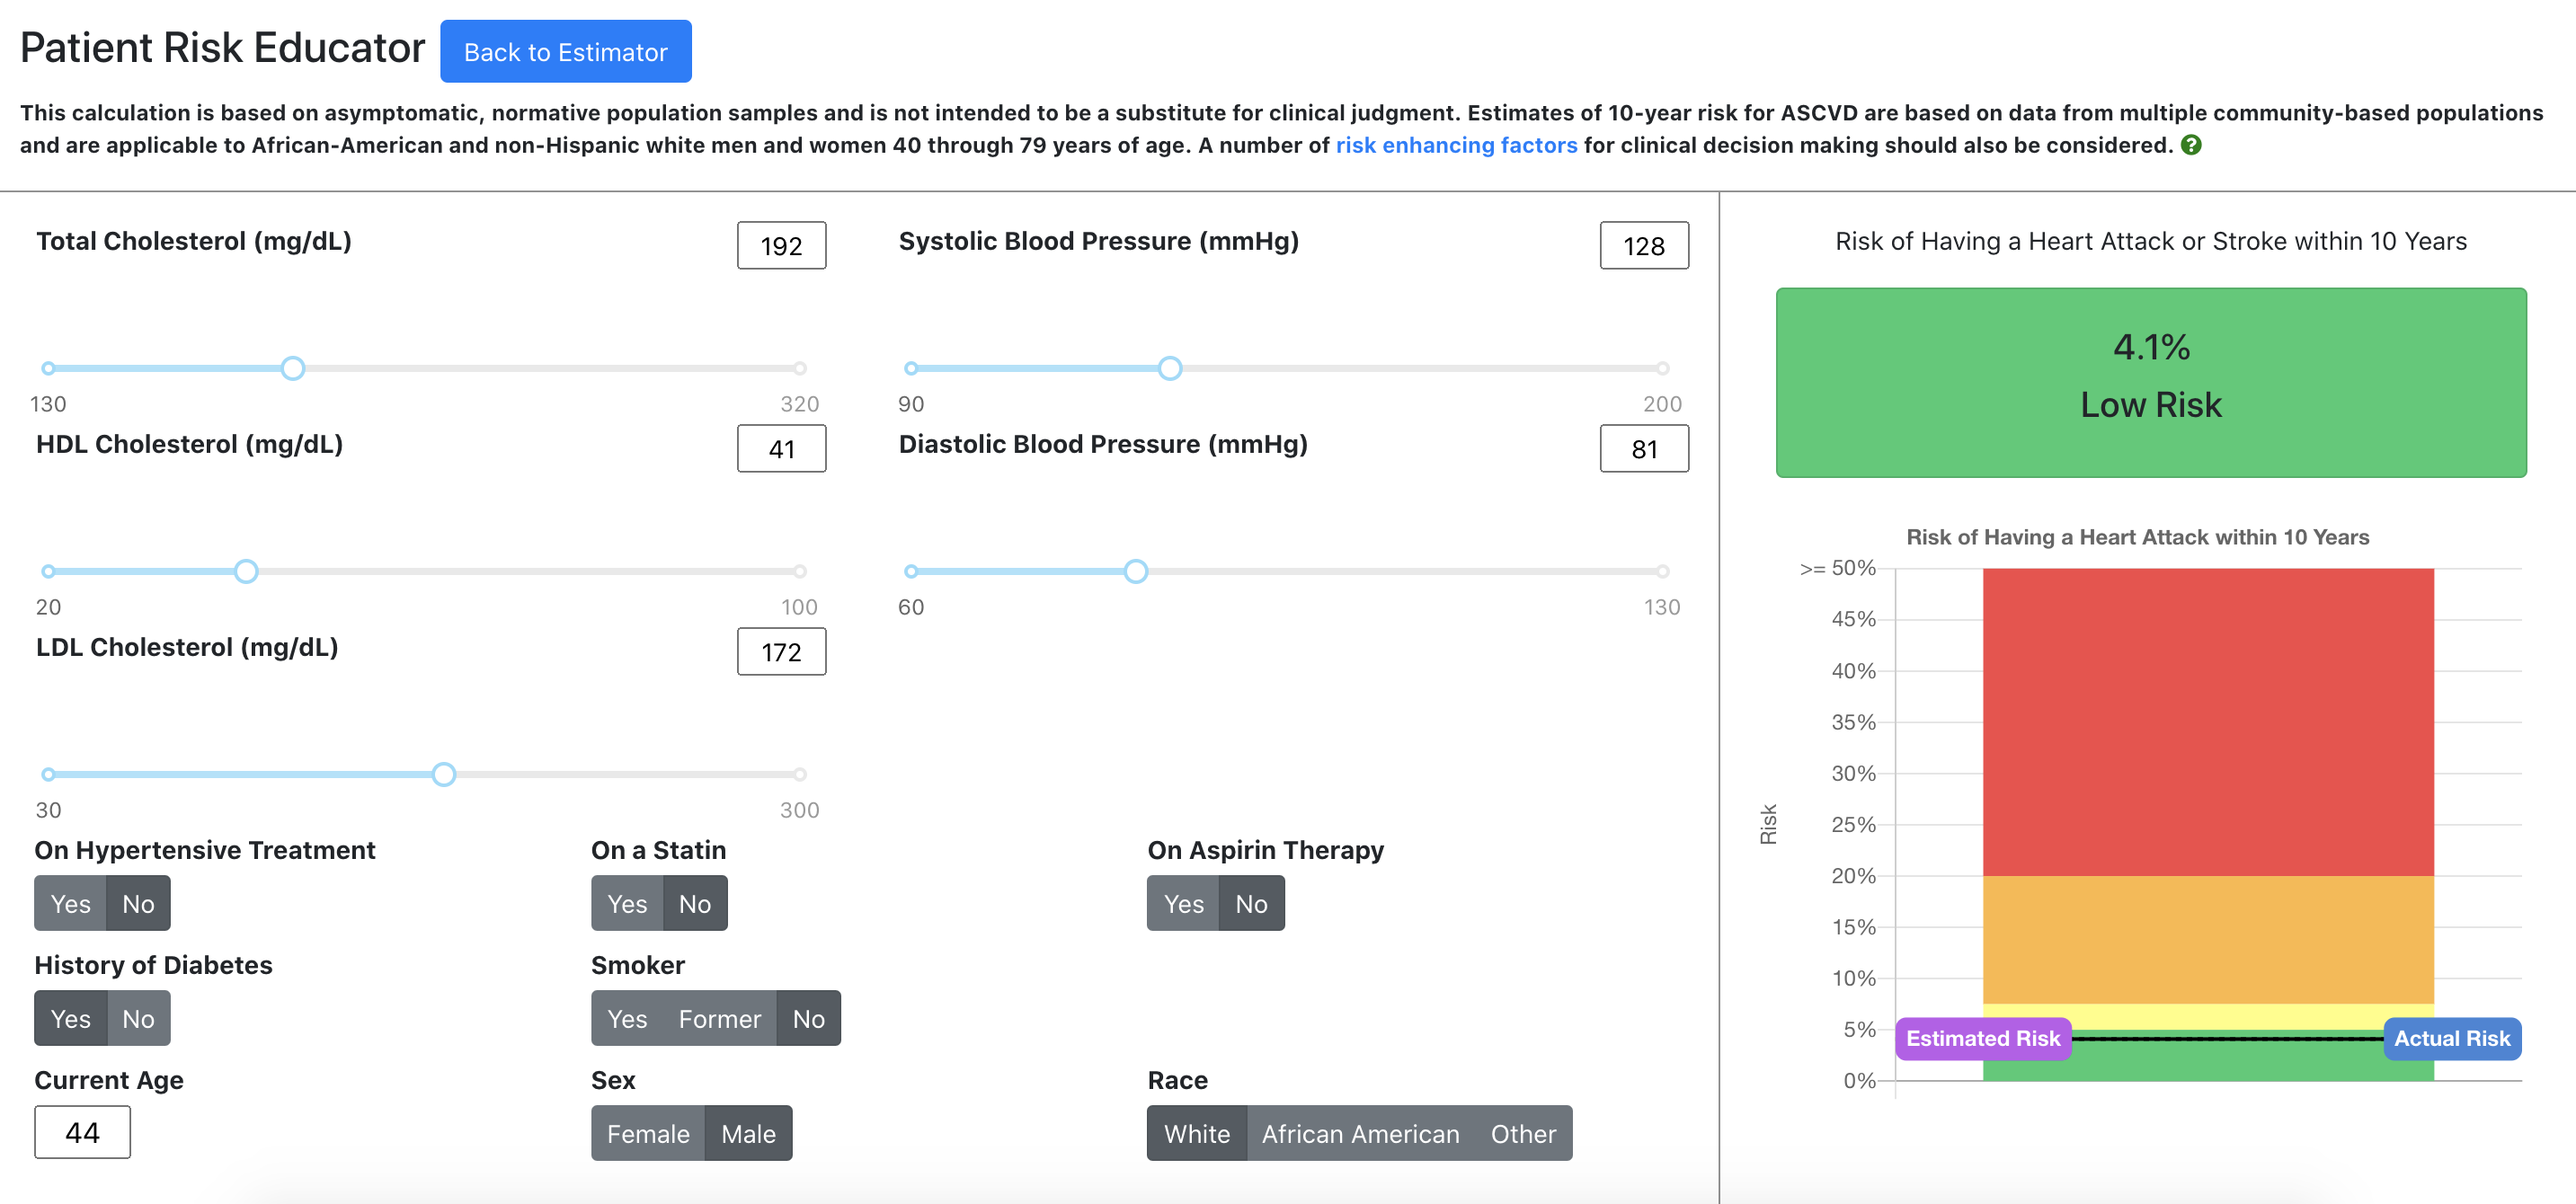 Patient Risk Educator
Back to Estimator
This calculation is based on asymptomatic, normative population samples and is not intended to be a substitute for clinical judgment. Estimates of 10-year risk for ASCVD are based on data from multiple community-based populations
and are applicable to African-American and non-Hispanic white men and women 40 through 79 years of age. A number of risk enhancing factors for clinical decision making should also be considered. ?
Total Cholesterol (mg/dL)
192
130
320
HDL Cholesterol (mg/dL)
41
20
100
LDL Cholesterol (mg/dL)
172
30
300
Systolic Blood Pressure (mmHg)
128
90
200
Diastolic Blood Pressure (mmHg)
81
60
130
On Hypertensive Treatment
Yes No
On a Statin
Yes No
On Aspirin Therapy
Yes No
History of Diabetes
Yes No
Smoker
Yes Former No
Current Age
44
Sex
Female Male
Race
White African American Other
Risk of Having a Heart Attack or Stroke within 10 Years
4.1%
Low Risk
Risk of Having a Heart Attack within 10 Years
>= 50%
45%
40%
35%
30%
25%
20%
15%
10%
5%
0%
Risk
Estimated Risk
Actual Risk